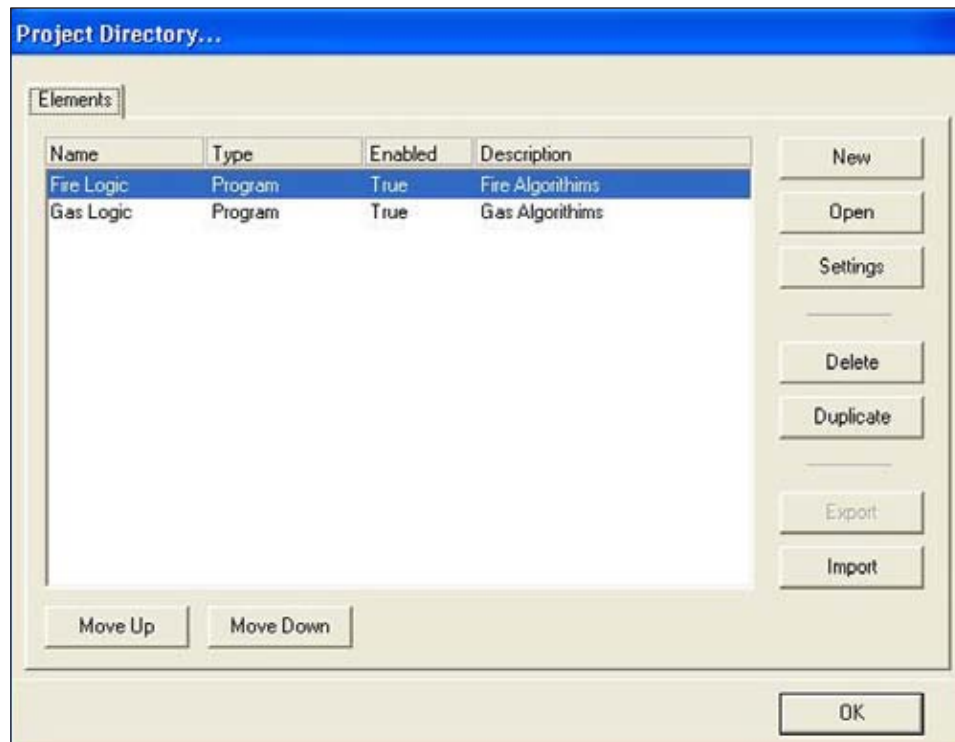 Project Directory...
Elements
Name Type Enabled Description
Fire Logic Program True Fire Algorithims
Gas Logic Program True Gas Algorithims
New
Open
Settings
Delete
Duplicate
Export
Import
Move Up Move Down
OK